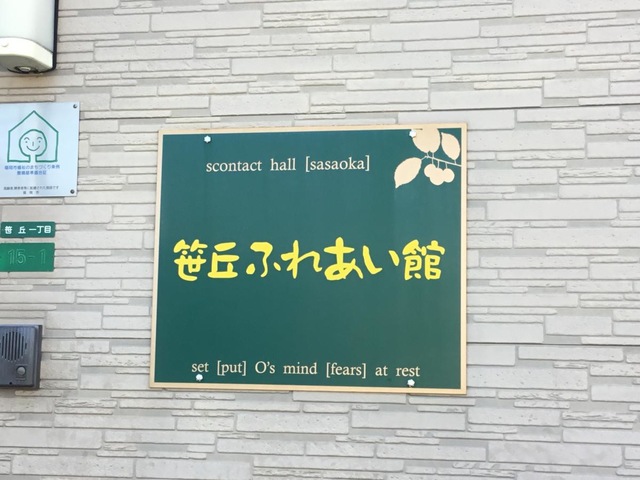 scontact hall [sasaoka]
笹丘ふれあい館
set [put] O's mind [fears] at rest
笹丘一丁目
15-1